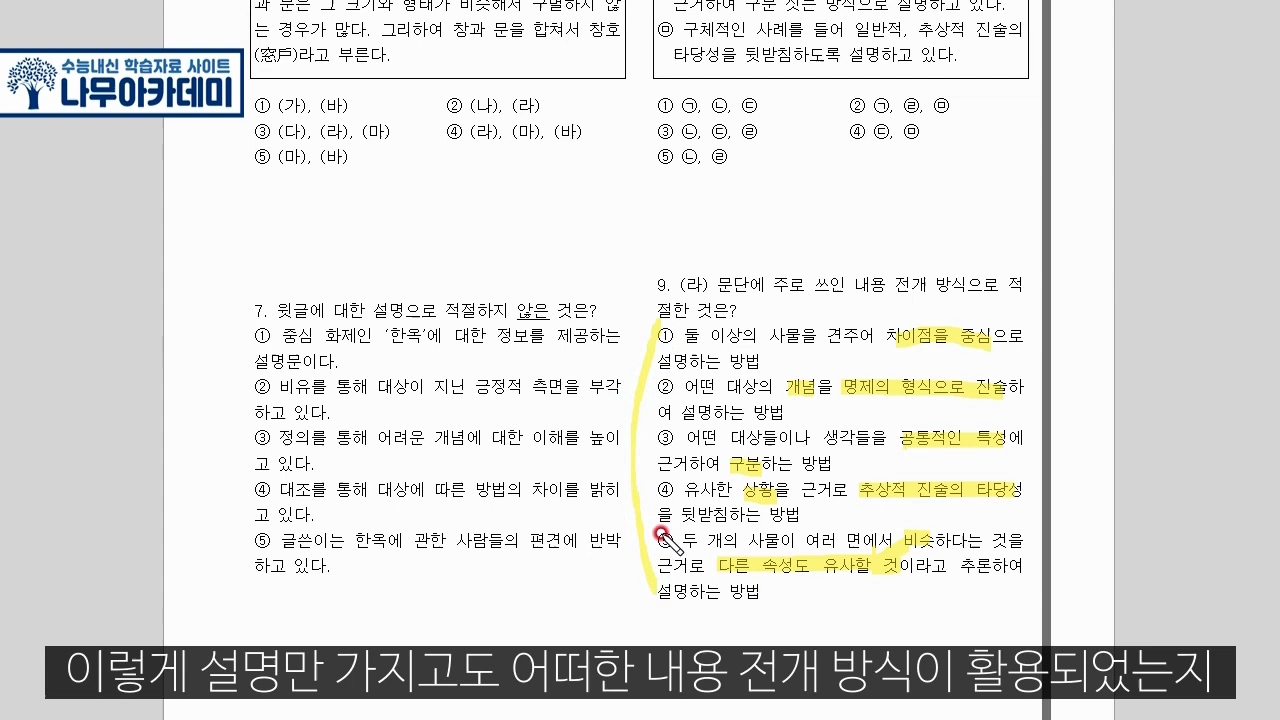 과 문은 그 크기와 형태가 비슷해서 구별하지 않
는 경우가 많다. 그리하여 창과 문을 합쳐서 창호
(窓戶)라고 부른다.
수능내신 학습자료 사이트
나무아카데미
① (가), (바) ② (나), (라)
③ (다), (라), (마) ④ (라), (마), (바)
⑤ (마), (바)
7. 윗글에 대한 설명으로 적절하지 않은 것은?
① 중심 화제인 ‘한옥’에 대한 정보를 제공하는
설명문이다.
② 비유를 통해 대상이 지닌 긍정적 측면을 부각
하고 있다.
③ 정의를 통해 어려운 개념에 대한 이해를 높이
고 있다.
④ 대조를 통해 대상에 따른 방법의 차이를 밝히
고 있다.
⑤ 글쓴이는 한옥에 관한 사람들의 편견에 반박
하고 있다.
근거하여 구분 짓는 방식으로 설명하고 있다.
㉤ 구체적인 사례를 들어 일반적, 추상적 진술의
타당성을 뒷받침하도록 설명하고 있다.
① ㉠, ㉡, ㉢ ② ㉠, ㉣, ㉤
③ ㉡, ㉢, ㉣ ④ ㉢, ㉤
⑤ ㉡, ㉣
9. (라) 문단에 주로 쓰인 내용 전개 방식으로 적
절한 것은?
① 둘 이상의 사물을 견주어 차이점을 중심으로
설명하는 방법
② 어떤 대상의 개념을 명제의 형식으로 진술하
여 설명하는 방법
③ 어떤 대상들이나 생각들을 공통적인 특성에
근거하여 구분하는 방법
④ 유사한 상황을 근거로 추상적 진술의 타당성
을 뒷받침하는 방법
두 개의 사물이 여러 면에서 비슷하다는 것을
근거로 다른 속성도 유사할 것이라고 추론하여
설명하는 방법
이렇게 설명만 가지고도 어떠한 내용 전개 방식이 활용되었는지